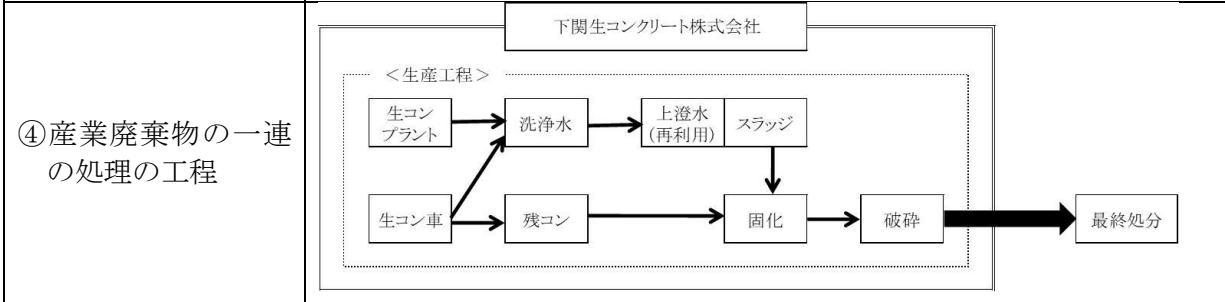 ④産業廃棄物の一連
の処理の工程
下関生コンクリート株式会社
＜生産工程＞
生コン
プラント
洗浄水
上澄水
(再利用)
スラッジ
生コン車
残コン
固化
破砕
最終処分